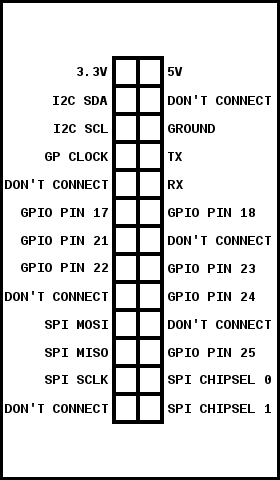 3.3V 5V
I2C SDA DON'T CONNECT
I2C SCL GROUND
GP CLOCK TX
DON'T CONNECT RX
GPIO PIN 17 GPIO PIN 18
GPIO PIN 21 DON'T CONNECT
GPIO PIN 22 GPIO PIN 23
DON'T CONNECT GPIO PIN 24
SPI MOSI DON'T CONNECT
SPI MISO GPIO PIN 25
SPI SCLK SPI CHIPSEL 0
DON'T CONNECT SPI CHIPSEL 1